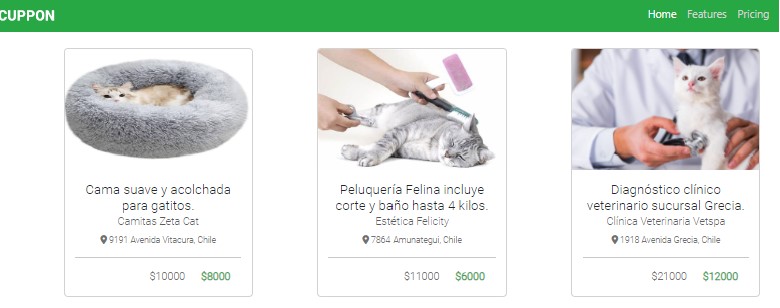 CUPPON
Home Features Pricing
Cama suave y acolchada
para gatitos.
Camitas Zeta Cat
9191 Avenida Vitacura, Chile
$10000 $8000
Peluquería Felina incluye
corte y baño hasta 4 kilos.
Estética Felicity
7864 Amunategui, Chile
$11000 $6000
Diagnóstico clínico
veterinario sucursal Grecia.
Clínica Veterinaria Vetspa
1918 Avenida Grecia, Chile
$21000 $12000